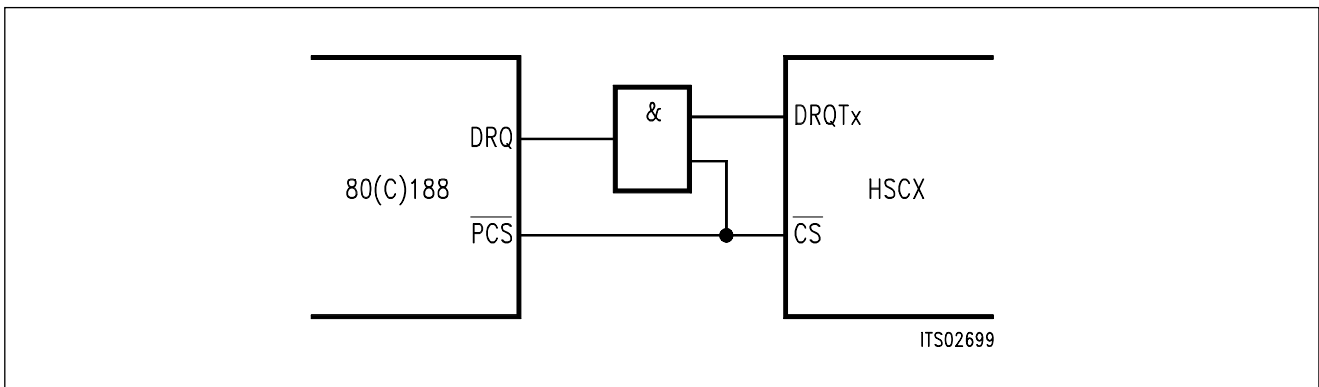 &
DRQTx
DRQ
80(C)188
HSCX
PCS
CS
ITS02699